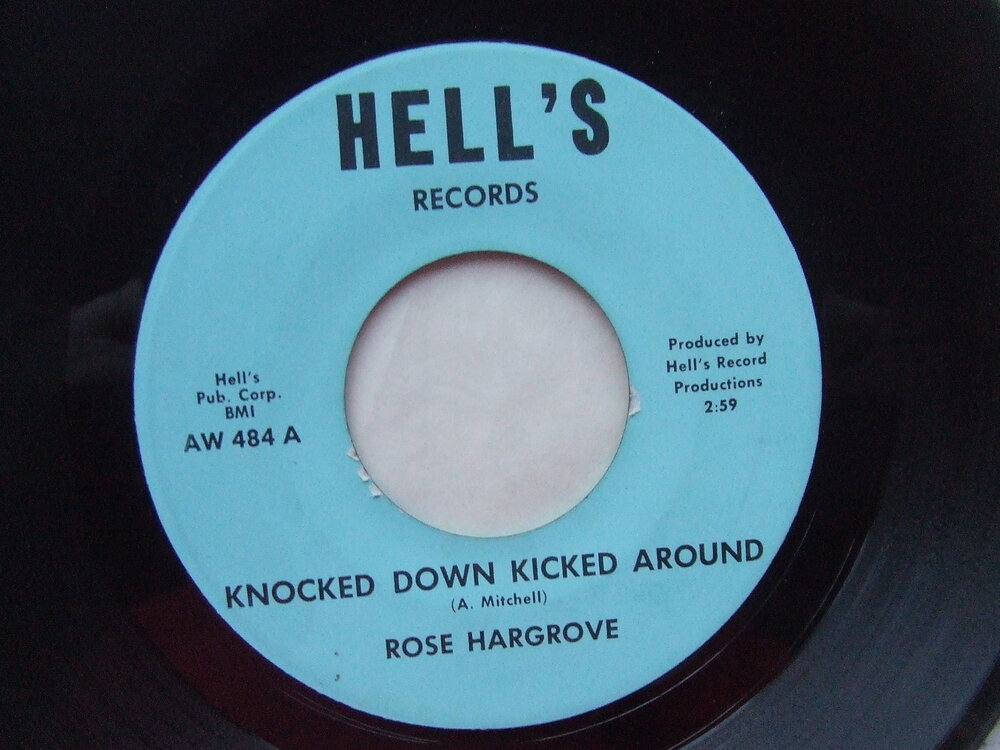 HELL'S
RECORDS
Hell's
Pub. Corp.
BMI
AW 484 A
Produced by
Hell's Record
Productions
2:59
KNOCKED DOWN KICKED AROUND
(A. Mitchell)
ROSE HARGROVE